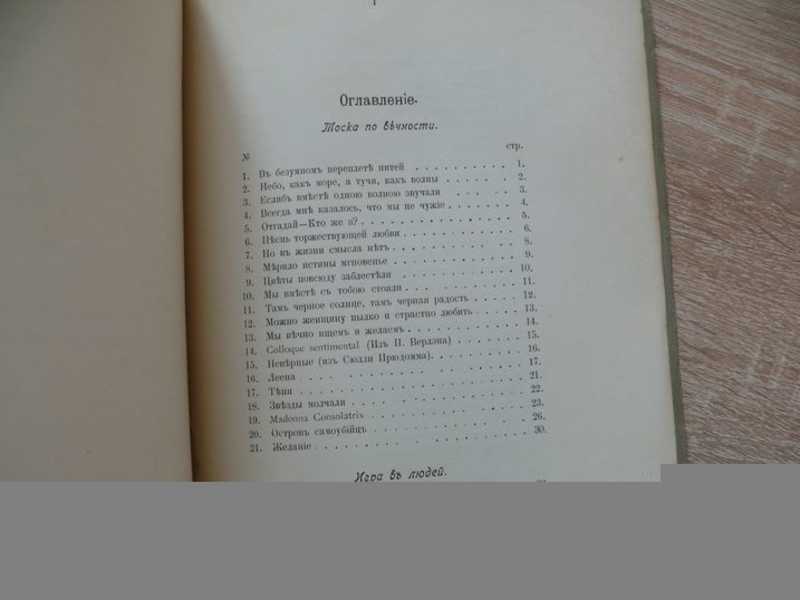 Оглавленіе.
Тоска по вѣчности.
№ стр.
1. Въ безумномъ переплетѣ нитей . . . . . . . . . . 1.
2. Небо, какъ море, а тучи, какъ волны . . . . . . 2.
3. Еслибъ вмѣстѣ одною волною звучали . . . . . 3.
4. Всегда мнѣ казалось, что мы не чужіе . . . . . . 4.
5. Отгадай—Кто же я? . . . . . . . . . . . . . 5.
6. Пѣснь торжествующей любви . . . . . . . . . . 6.
7. Но въ жизни смысла нѣтъ . . . . . . . . . . . 8.
8. Мѣрило истины мгновенье . . . . . . . . . . . 9.
9. Цвѣты повсюду заблестѣли . . . . . . . . . . 10.
10. Мы вмѣстѣ съ тобою стояли . . . . . . . . . . 11.
11. Тамъ черное солнце, тамъ черная радость . . . . . 12.
12. Можно женщину пылко и страстно любить . . . . . 13.
13. Мы вѣчно ищемъ и желаемъ . . . . . . . . . . 14.
14. Colloque sentimental (Изъ П. Верлэна) . . . . . . . 15.
15. Невѣрные (изъ Сюлли Прюдомма) . . . . . . . . 16.
16. Леена . . . . . . . . . . . . . . . . . 17.
17. Тѣни . . . . . . . . . . . . . . . . . 21.
18. Звѣзды молчали . . . . . . . . . . . . . . 22.
19. Madonna Consolatrix . . . . . . . . . . . . 23.
20. Островъ самоубійцъ . . . . . . . . . . . . . 26.
21. Желаніе . . . . . . . . . . . . . . . . 30.
Игра въ людей.